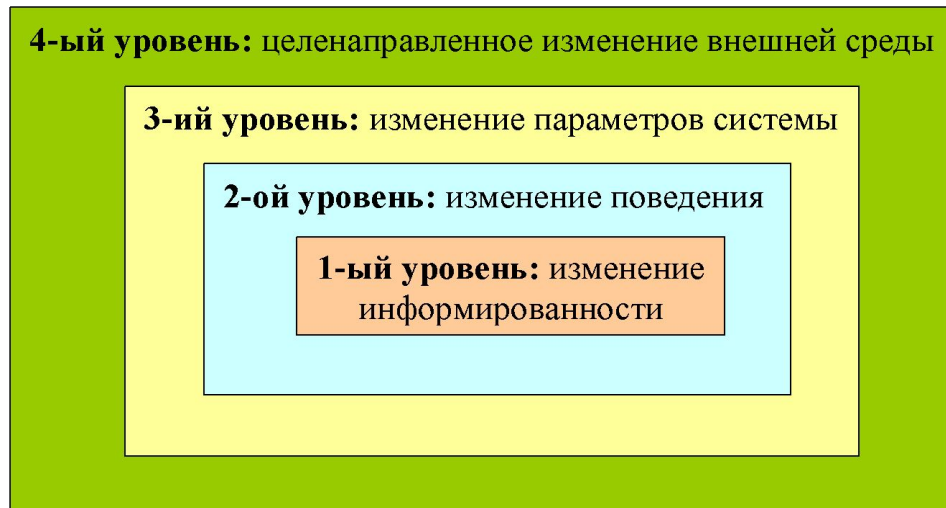 4-ый уровень: целенаправленное изменение внешней среды
3-ий уровень: изменение параметров системы
2-ой уровень: изменение поведения
1-ый уровень: изменение
информированности